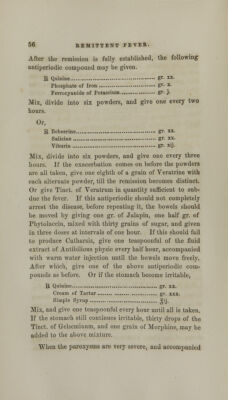 56 REMITTENT FEVER.
After the remission is fully established, the following
antiperiodic compound may be given.
℞ Quinine ........ gr. xx.
Phosphate of Iron ........ gr. x.
Ferrocyanide of Potassium ........ gr. j.
Mix, divide into six powders, and give one every two
hours.
Or,
℞ Bebeerine ........ gr. xx.
Salicine ........ gr. xx.
Viburin ........ gr. xij.
Mix, divide into six powders, and give one every three
hours. If the exacerbation comes on before the powders
are all taken, give one eighth of a grain of Veratrine with
each alternate powder, till the remission becomes distinct.
Or give Tinct. of Veratrum in quantity sufficient to sub-
due the fever. If this antiperiodic should not completely
arrest the disease, before repeating it, the bowels should
be moved by giving one gr. of Jalapin, one half gr. of
Phytolaccin, mixed with thirty grains of sugar, and given
in three doses at intervals of one hour. If this should fail
to produce Catharsis, give one teaspoonful of the fluid
extract of Antibilious physic every half hour, accompanied
with warm water injection until the bowels move freely.
After which, give one of the above antiperiodic com-
pounds as before. Or if the stomach become irritable,
℞ Quinine ........ gr. xx.
Cream of Tartar ........ gr. xxx.
Simple Syrup ........ ℥ij.
Mix, and give one teaspoonful every hour until all is taken.
If the stomach still continues irritable, thirty drops of the
Tinct. of Gelseminum, and one grain of Morphine, may be
added to the above mixture.
When the paroxysms are very severe, and accompanied